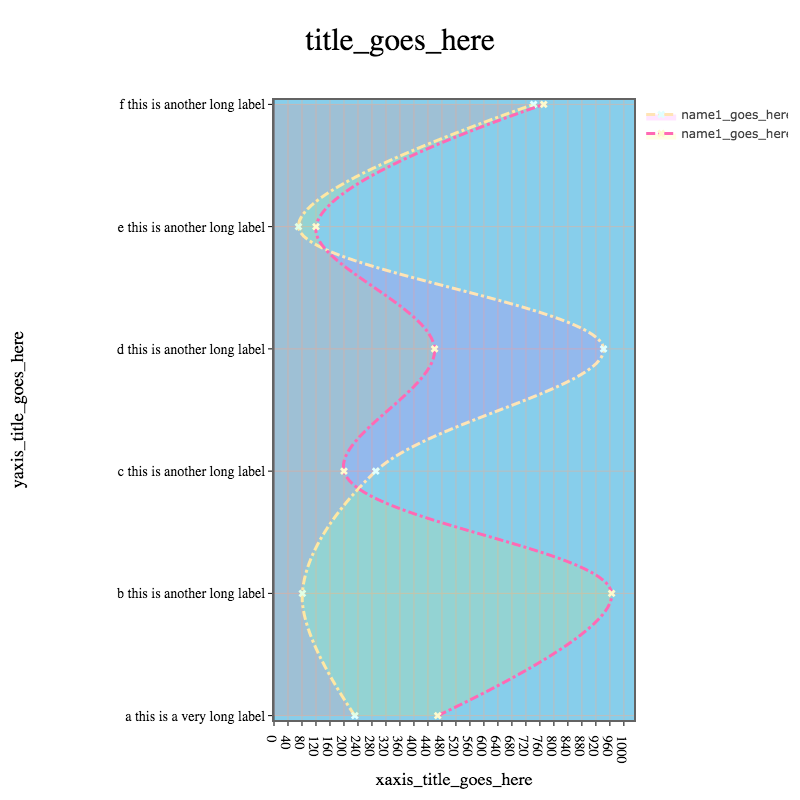 title_goes_here
name1_goes_here
name1_goes_here
f this is another long label
e this is another long label
d this is another long label
c this is another long label
b this is another long label
a this is a very long label
yaxis_title_goes_here
0 40 80 120 160 200 240 280 320 360 400 440 480 520 560 600 640 680 720 760 800 840 880 920 960 1000
xaxis_title_goes_here